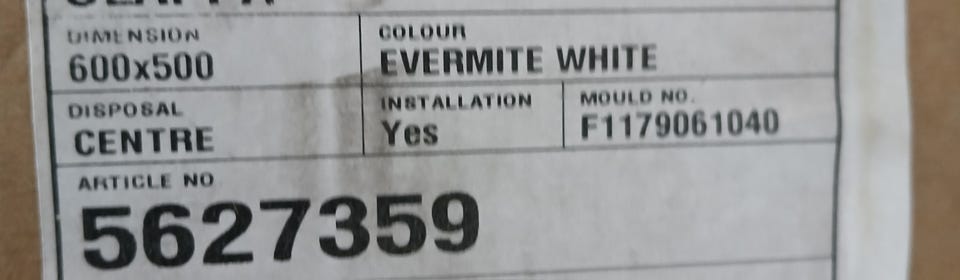 DIMENSION COLOUR
600x500 EVERMITE WHITE
DISPOSAL INSTALLATION MOULD NO.
CENTRE Yes F1179061040
ARTICLE NO
5627359